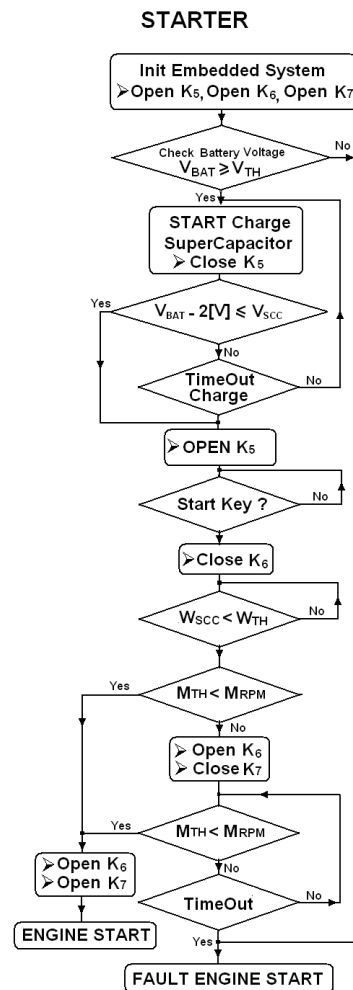 STARTER
Init Embedded System
➢Open K5, Open K6, Open K7
Check Battery Voltage
VBAT ≥ VTH
No
Yes
START Charge
SuperCapacitor
➢ Close K5
Yes
VBAT - 2[V] ≤ VSCC
No
TimeOut
Charge
No
➢ OPEN K5
Start Key ?
No
➢Close K6
WSCC < WTH
No
Yes
MTH < MRPM
No
➢ Open K6
➢ Close K7
Yes
MTH < MRPM
No
➢ Open K6
➢ Open K7
TimeOut
No
ENGINE START
Yes
FAULT ENGINE START